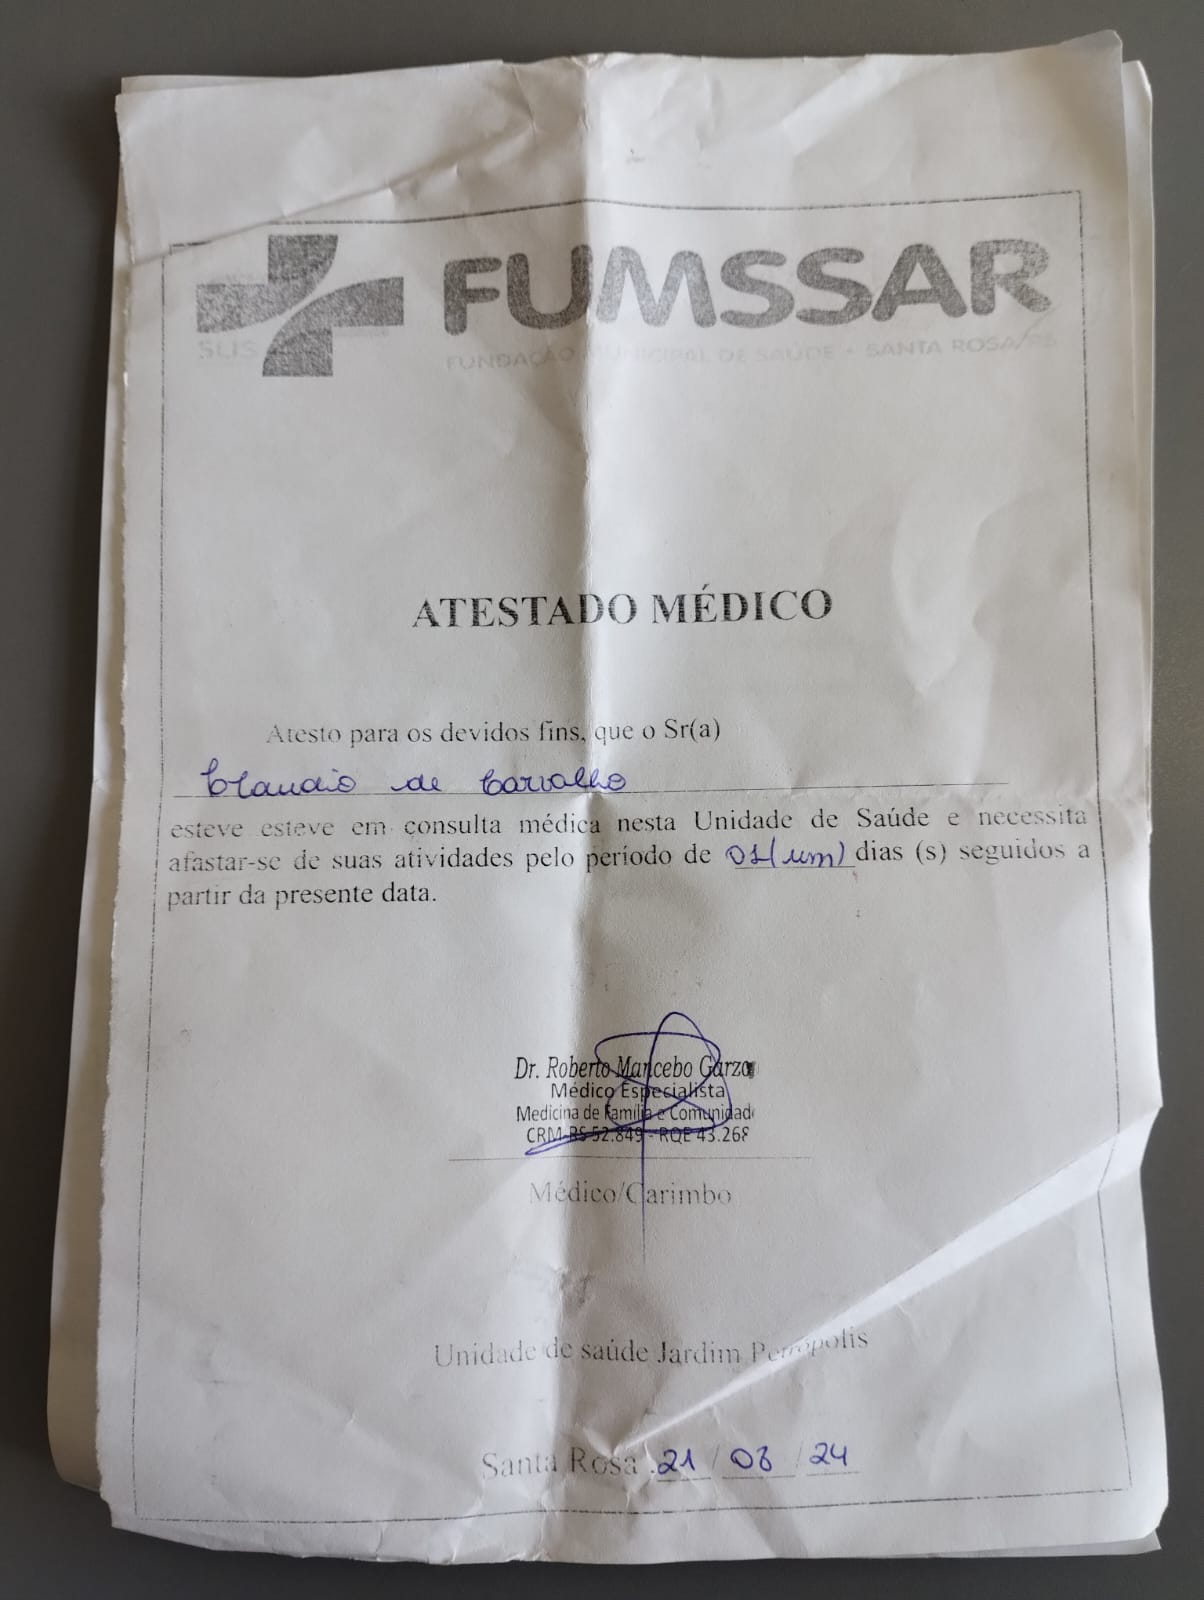 SUS
FUMSSAR
FUNDAÇÃO MUNICIPAL DE SAÚDE - SANTA ROSA/RS
ATESTADO MÉDICO
Atesto para os devidos fins, que o Sr(a)
Claudio de Carvalho
esteve esteve em consulta médica nesta Unidade de Saúde e necessita
afastar-se de suas atividades pelo período de 01(um) dias (s) seguidos a
partir da presente data.
Dr. Roberto Mancebo Garzo
Médico Especialista
Medicina de Família e Comunidade
CRM-RS 52.849 - RQE 43.268
Médico/Carimbo
Unidade de saúde Jardim Petrópolis
Santa Rosa 21 / 08 / 24